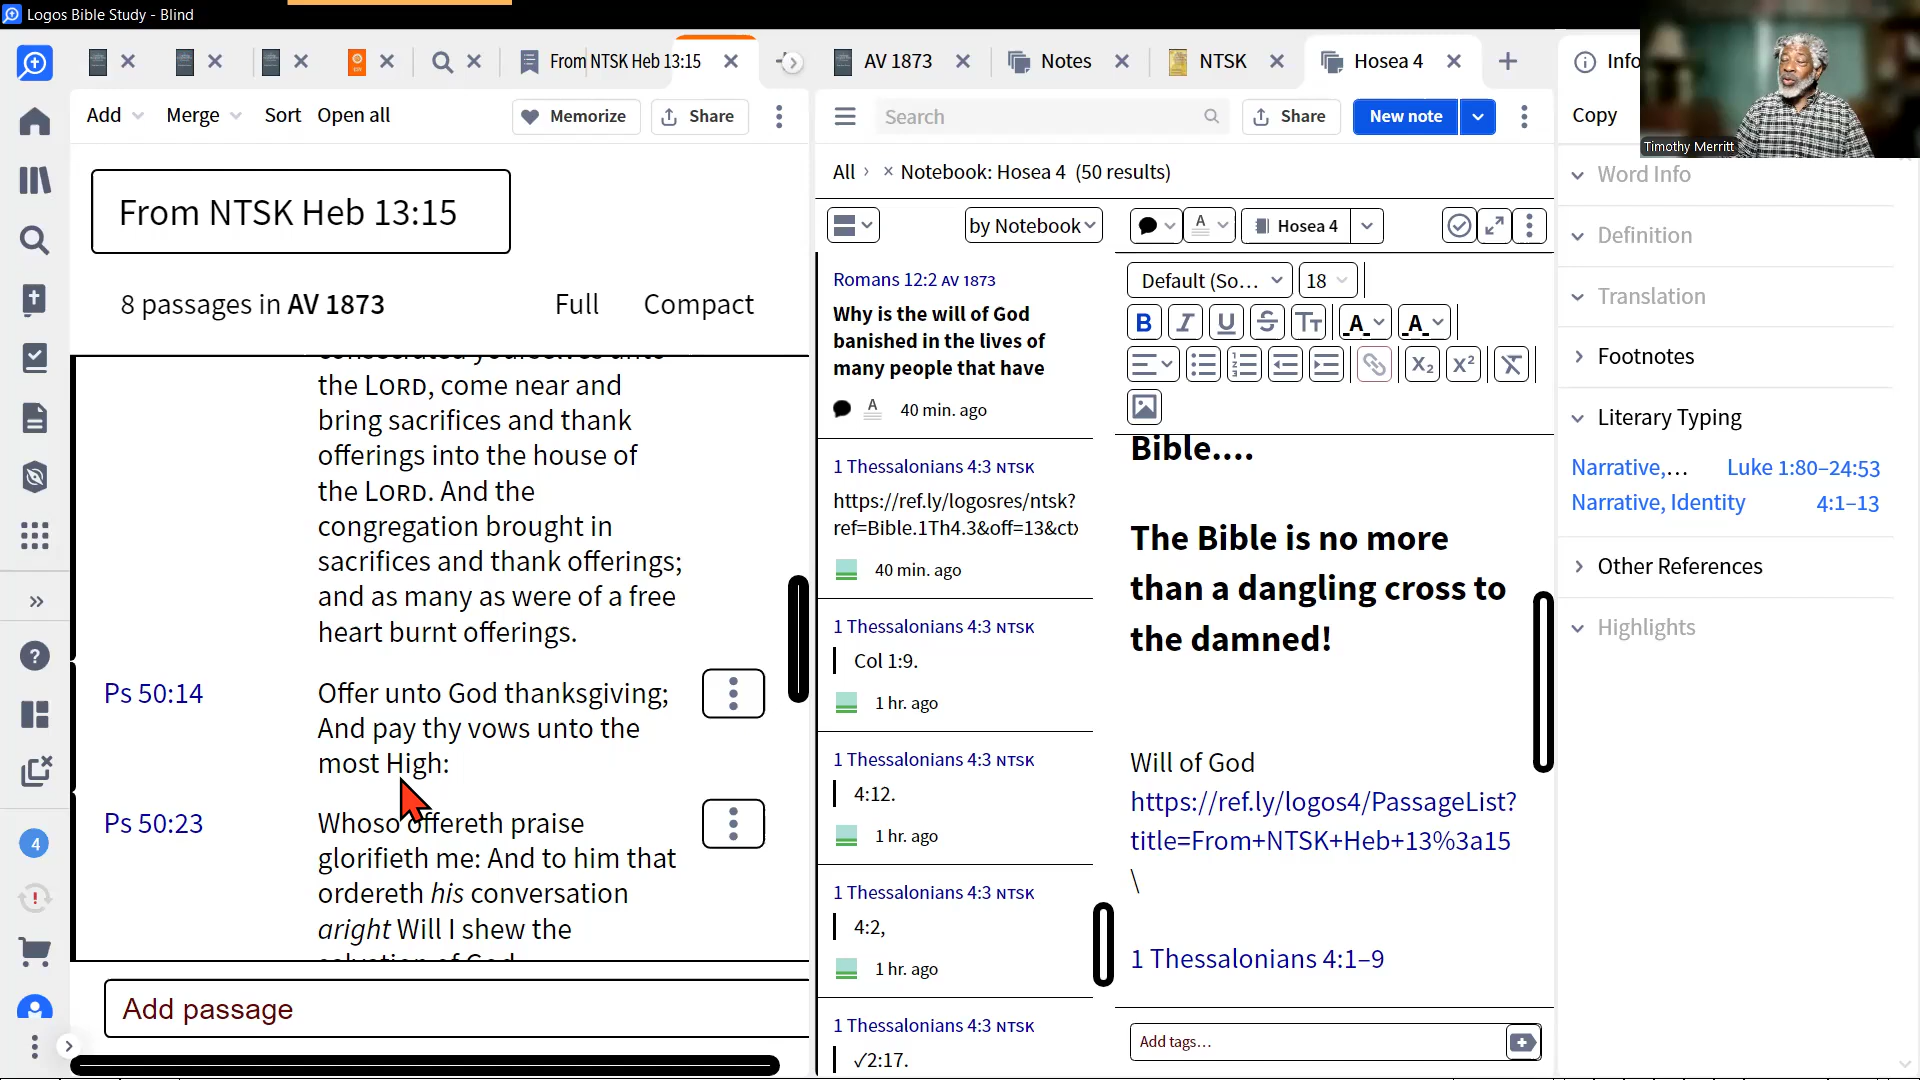 Logos Bible Study - Blind
From NTSK Heb 13:15
AV 1873
Notes
NTSK
Hosea 4
Info
Add
Merge
Sort
Open all
Memorize
Share
Search
Share
New note
Copy
Timothy Merritt
From NTSK Heb 13:15
8 passages in AV 1873
Full
Compact
the LORD, come near and
bring sacrifices and thank
offerings into the house of
the LORD. And the
congregation brought in
sacrifices and thank offerings;
and as many as were of a free
heart burnt offerings.
Ps 50:14
Offer unto God thanksgiving;
And pay thy vows unto the
most High:
Ps 50:23
Whoso offereth praise
glorifieth me: And to him that
ordereth his conversation
aright Will I shew the
Add passage
4
All
Notebook: Hosea 4 (50 results)
by Notebook
Romans 12:2 AV 1873
Why is the will of God
banished in the lives of
many people that have
40 min. ago
1 Thessalonians 4:3 NTSK
https://ref.ly/logosres/ntsk?
ref=Bible.1Th4.3&off=13&ctx
40 min. ago
1 Thessalonians 4:3 NTSK
Col 1:9.
1 hr. ago
1 Thessalonians 4:3 NTSK
4:12.
1 hr. ago
1 Thessalonians 4:3 NTSK
4:2,
1 hr. ago
1 Thessalonians 4:3 NTSK
✓2:17.
Hosea 4
Default (So…
18
Bible....
The Bible is no more
than a dangling cross to
the damned!
Will of God
https://ref.ly/logos4/PassageList?
title=From+NTSK+Heb+13%3a15
\
1 Thessalonians 4:1–9
Add tags…
Word Info
Definition
Translation
Footnotes
Literary Typing
Narrative,… Luke 1:80–24:53
Narrative, Identity 4:1–13
Other References
Highlights